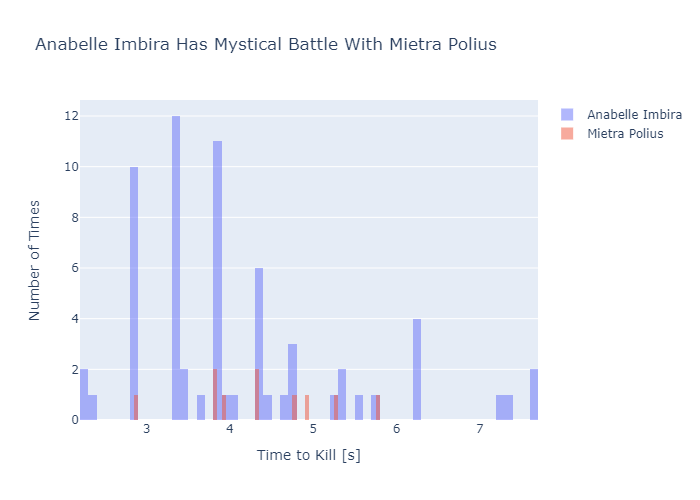 Anabelle Imbira Has Mystical Battle With Mietra Polius
Anabelle Imbira
Mietra Polius
12
10
8
6
4
2
0
Number of Times
3 4 5 6 7
Time to Kill [s]